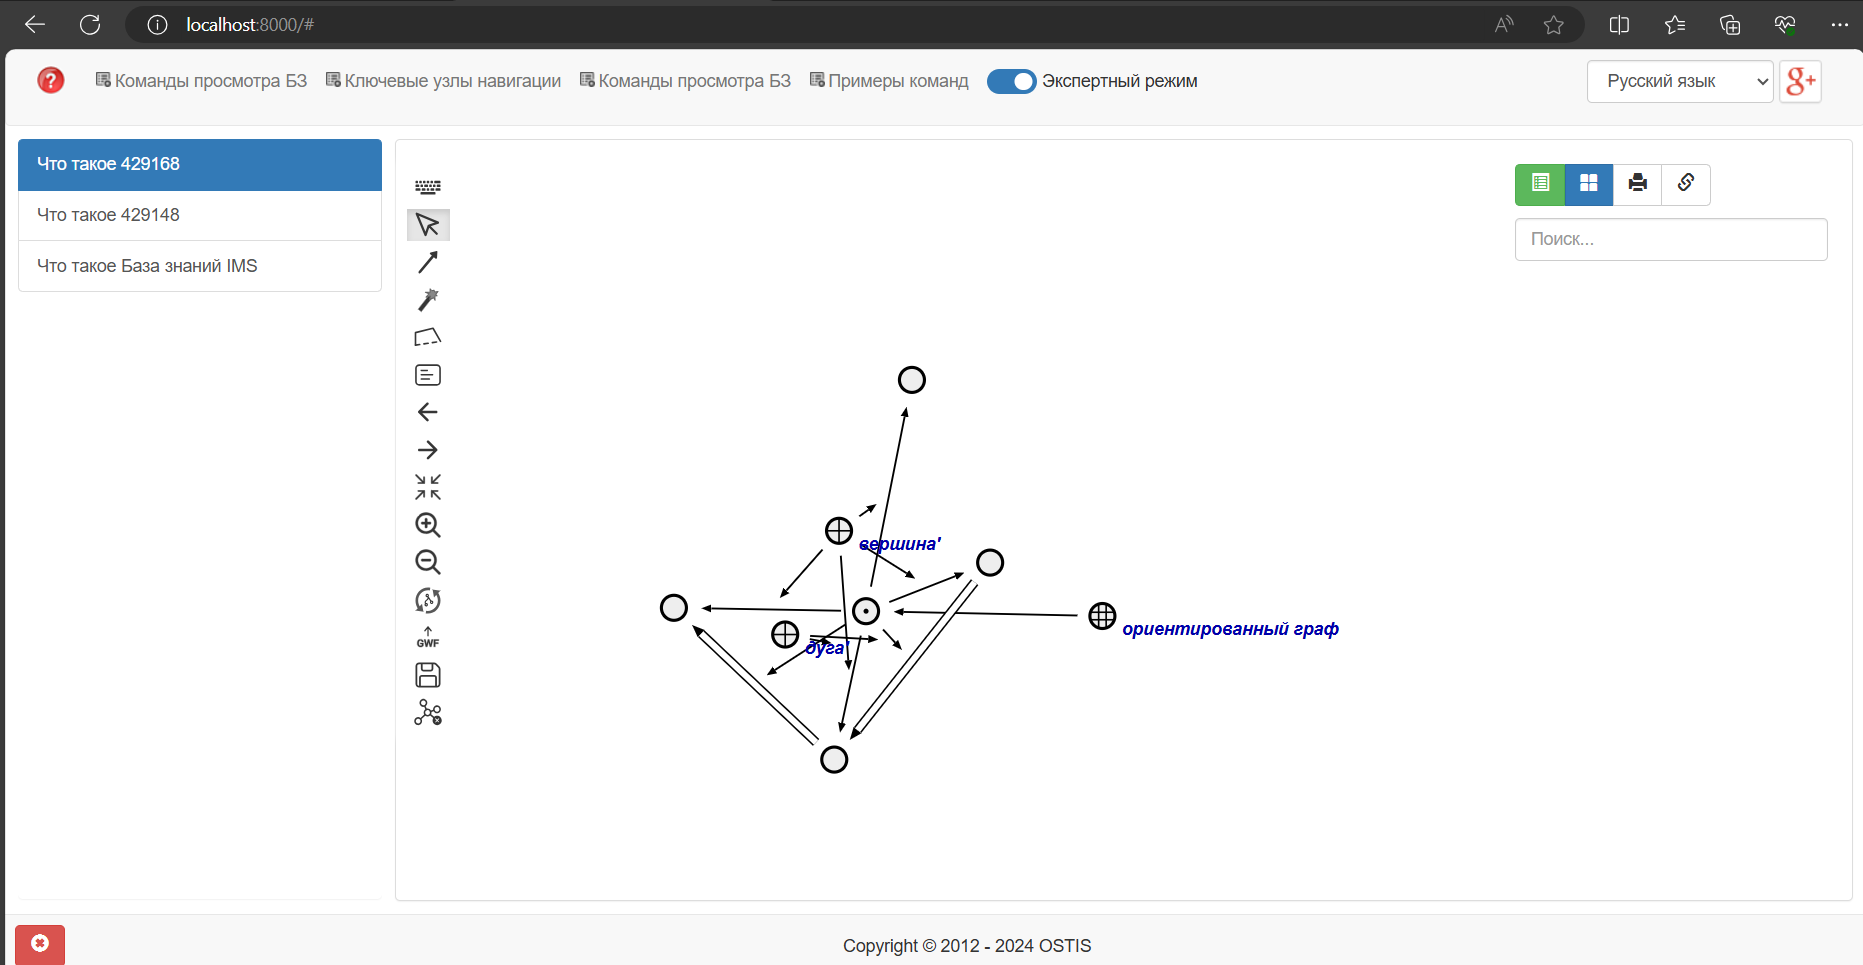 localhost:8000/#
Команды просмотра БЗ Ключевые узлы навигации Команды просмотра БЗ Примеры команд Экспертный режим Русский язык g+
Что такое 429168
Что такое 429148
Что такое База знаний IMS
GWF
Поиск...
вершина'
ориентированный граф
дуга'
Copyright © 2012 - 2024 OSTIS